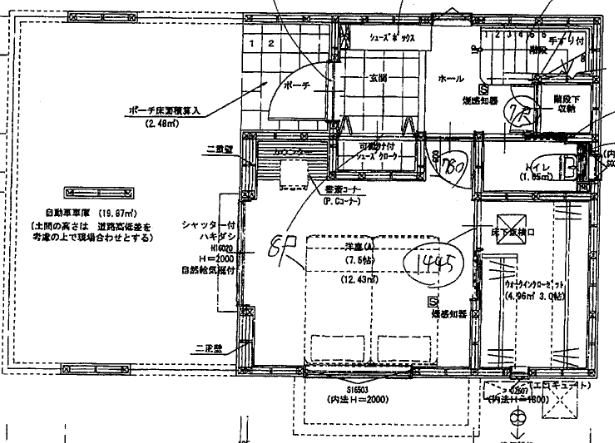 シューズボックス
1 2 3 4 5 6
手すり付
階段
8
1 2
玄関
ホール
ポーチ
煙感知器
階段下
収納
ポーチ床面積算入
(2.48㎡)
可動棚付
シューズクローク
780
トイレ
(1.65㎡)
二重壁
カウンター
書斎コーナー
(P.Cコーナー)
自動車車庫 (19.87㎡)
(土間の高さは 道路高低差を
考慮の上で現場合わせとする)
シャッター付
ハキダシ
H16020
H=2000
自然給気層付
8P
洋室(A)
(7.5帖)
(12.43㎡)
1445
床下点検口
ウォークインクローゼット
(4.96㎡ 3.0帖)
煙感知器
二重壁
S16503
(内法H=2000)
(エコキュート)